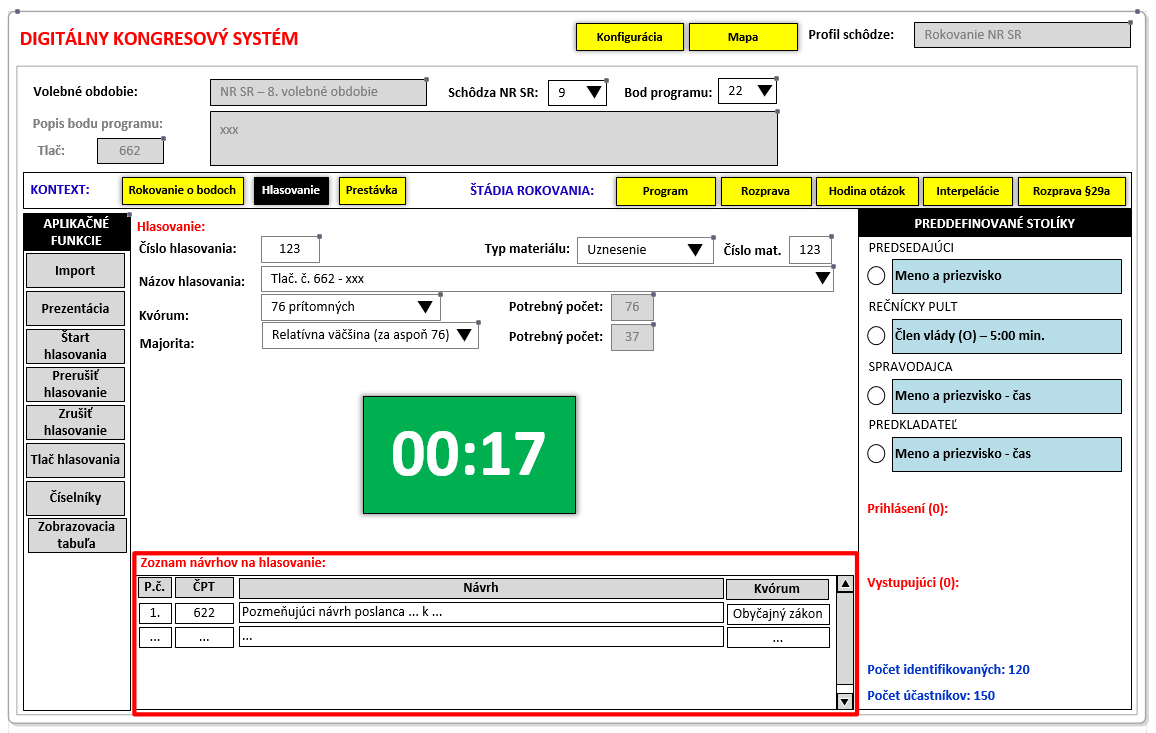 DIGITÁLNY KONGRESOVÝ SYSTÉM
Konfigurácia
Mapa
Profil schôdze:
Rokovanie NR SR
Volebné obdobie:
NR SR – 8. volebné obdobie
Schôdza NR SR:
9
Bod programu:
22
Popis bodu programu:
xxx
Tlač:
662
KONTEXT:
Rokovanie o bodoch
Hlasovanie
Prestávka
ŠTÁDIA ROKOVANIA:
Program
Rozprava
Hodina otázok
Interpelácie
Rozprava §29a
APLIKAČNÉ
FUNKCIE
Import
Prezentácia
Štart
hlasovania
Prerušiť
hlasovanie
Zrušiť
hlasovanie
Tlač hlasovania
Číselníky
Zobrazovacia
tabuľa
Hlasovanie:
Číslo hlasovania:
123
Typ materiálu:
Uznesenie
Číslo mat.
123
Názov hlasovania:
Tlač. č. 662 - xxx
Kvórum:
76 prítomných
Potrebný počet:
76
Majorita:
Relatívna väčšina (za aspoň 76)
Potrebný počet:
37
00:17
Zoznam návrhov na hlasovanie:
P.č.
ČPT
Návrh
Kvórum
1.
622
Pozmeňujúci návrh poslanca ... k ...
Obyčajný zákon
...
...
...
...
PREDDEFINOVANÉ STOLÍKY
PREDSEDAJÚCI
Meno a priezvisko
REČNÍCKY PULT
Člen vlády (O) – 5:00 min.
SPRAVODAJCA
Meno a priezvisko - čas
PREDKLADATEĽ
Meno a priezvisko - čas
Prihlásení (0):
Vystupujúci (0):
Počet identifikovaných: 120
Počet účastníkov: 150